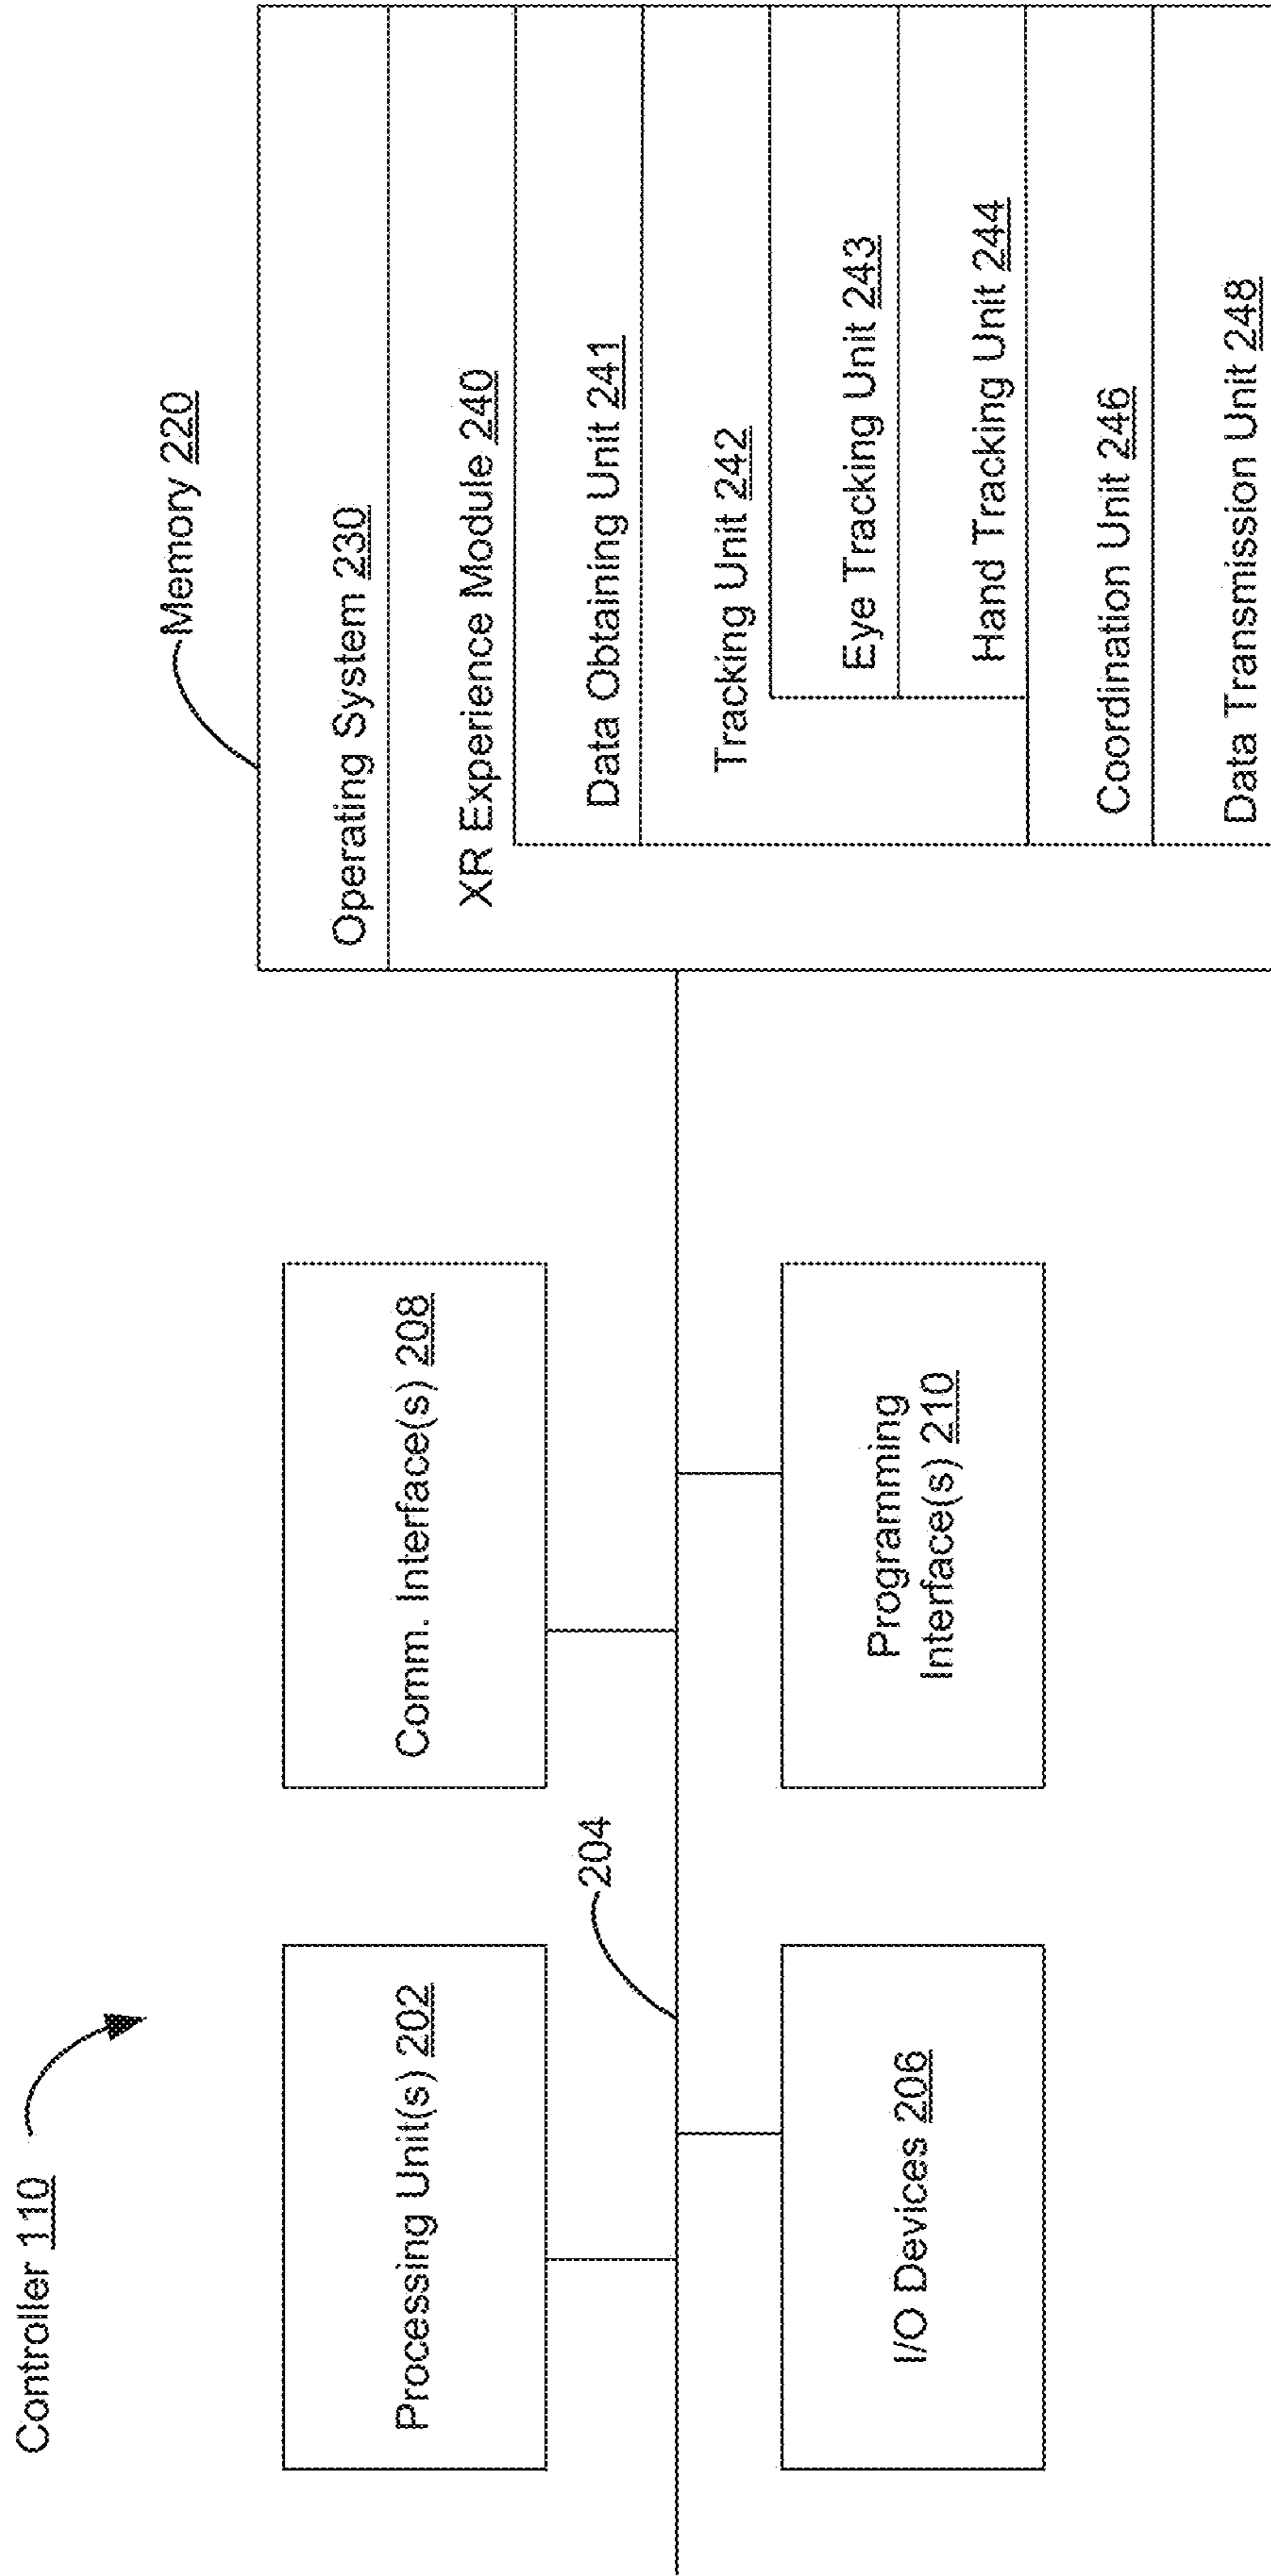 Controller 110
Processing Unit(s) 202
Comm. Interface(s) 208
204
I/O Devices 206
Programming
Interface(s) 210
Memory 220
Operating System 230
XR Experience Module 240
Data Obtaining Unit 241
Tracking Unit 242
Eye Tracking Unit 243
Hand Tracking Unit 244
Coordination Unit 246
Data Transmission Unit 248